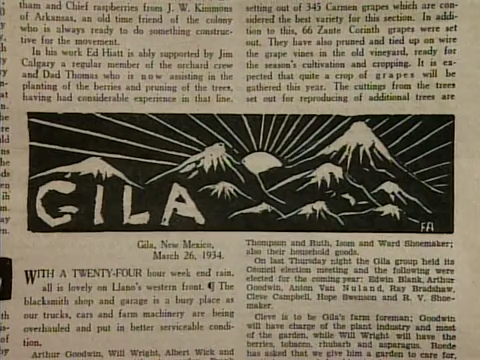 tham and Chief raspberries from J. W. Kimmons
of Arkansas, an old time friend of the colony
who is always ready to do something construc-
tive for the movement.
In his work Ed Hiatt is ably supported by Jim
Calgary a regular member of the orchard crew
and Dad Thomas who is now assisting in the
planting of the berries and pruning of the trees,
having had considerable experience in that line.
setting out of 345 Carmen grapes which are con-
sidered the best variety for this section. In addi-
tion to this, 66 Zante Corinth grapes were set
out. They have also pruned and tied up on wire
the grape vines in the old vineyard, ready for
the season's cultivation and cropping. It is ex-
pected that quite a crop of grapes will be
gathered this year. The cuttings from the trees
set out for reproducing of additional trees are
GILA
FA
Gila, New Mexico,
March 26, 1934.
WITH A TWENTY-FOUR hour week end rain,
all is lovely on Llano's western front. ¶ The
blacksmith shop and garage is a busy place as
our trucks, cars and farm machinery are being
overhauled and put in better serviceable condi-
tion.
Arthur Goodwin, Will Wright, Albert Wick and
Thompson and Ruth, Isom and Ward Shoemaker;
also their household goods.
On last Thursday night the Gila group held its
Council election meeting and the following were
elected for the coming year: Edwin Blank, Arthur
Goodwin, Anton Van Nuland, Ray Bradshaw,
Cleve Campbell, Hope Swenson and R. V. Shoe-
maker.
Cleve is to be Gila's farm foreman; Goodwin
will have charge of the plant industry and most
of the garden, while Will Wright will have the
berries, tobacco, rhubarb and asparagus. Roede
has asked that we give him a garden to care for.